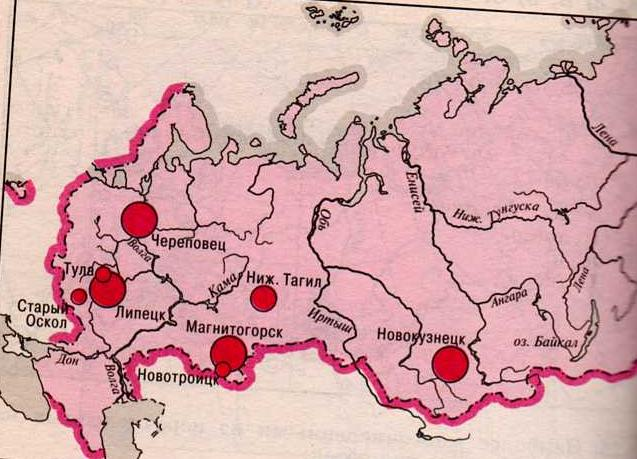 Лена
Енисей
Обь
Ниж. Тунгуска
Череповец
Волга
Тула
Кама
Ниж. Тагил
Лена
Ангара
Старый
Оскол
Липецк
Иртыш
Магнитогорск
Новокузнецк
оз. Байкал
Дон
Волга
Новотроицк